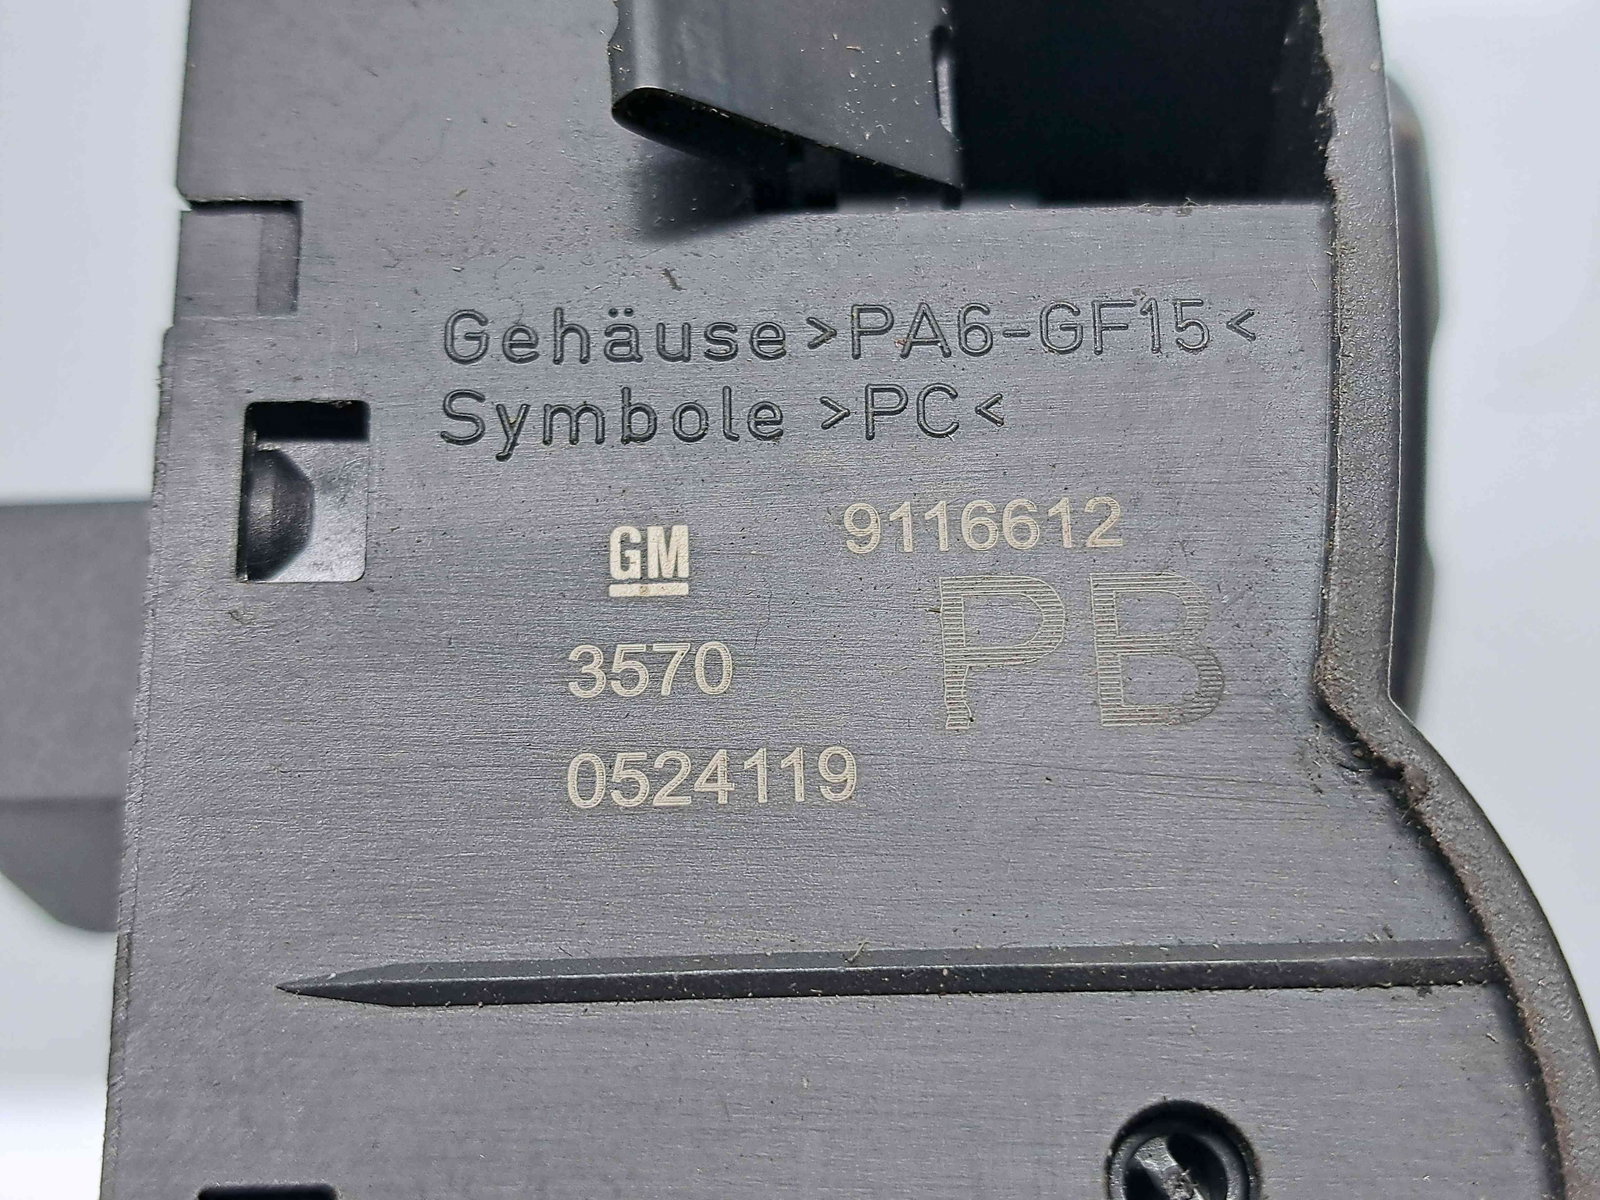 Gehäuse >PA6-GF15<
Symbole >PC<
GM 9116612
3570 PB
0524119